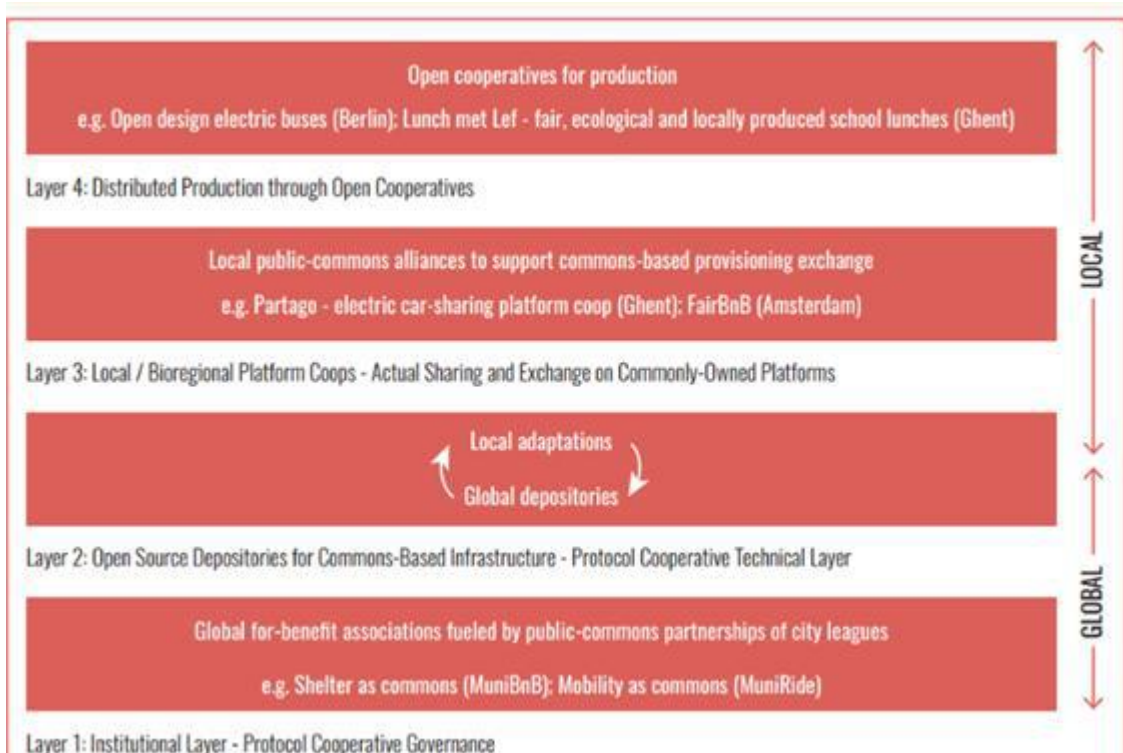 Open cooperatives for production
e.g. Open design electric buses (Berlin); Lunch met Lef - fair, ecological and locally produced school lunches (Ghent)
Layer 4: Distributed Production through Open Cooperatives
Local public-commons alliances to support commons-based provisioning exchange
e.g. Partago - electric car-sharing platform coop (Ghent); FairBnB (Amsterdam)
Layer 3: Local / Bioregional Platform Coops - Actual Sharing and Exchange on Commonly-Owned Platforms
LOCAL
Local adaptations
Global depositories
Layer 2: Open Source Depositories for Commons-Based Infrastructure - Protocol Cooperative Technical Layer
Global for-benefit associations fueled by public-commons partnerships of city leagues
e.g. Shelter as commons (MuniBnB); Mobility as commons (MuniRide)
Layer 1: Institutional Layer - Protocol Cooperative Governance
GLOBAL